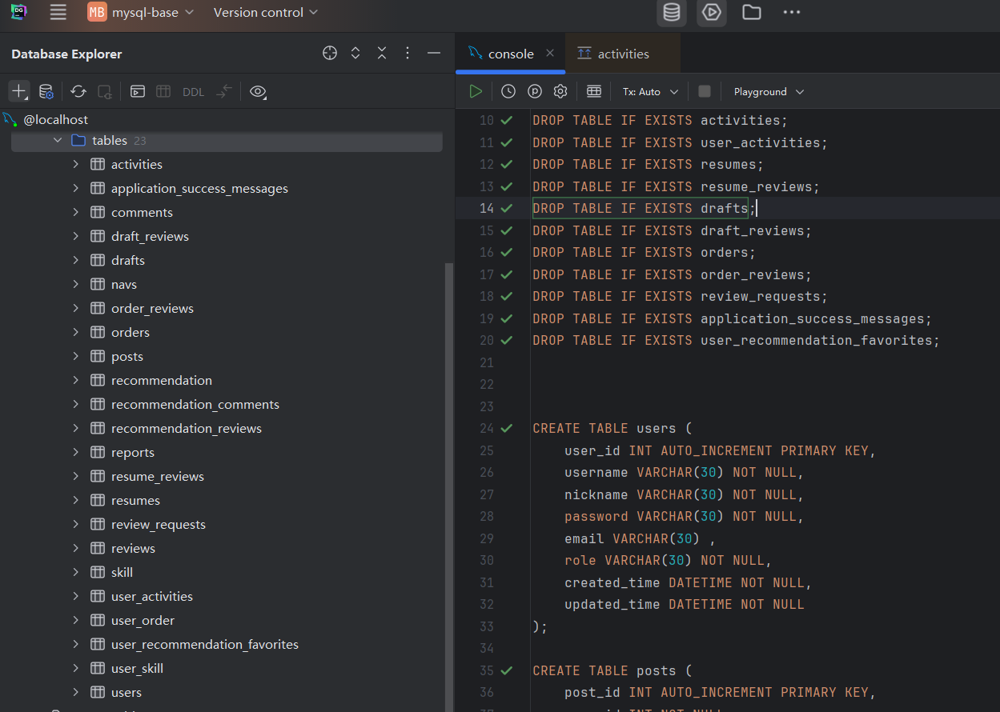 DG
MB mysql-base
Version control
Database Explorer
DDL
@localhost
tables 23
activities
application_success_messages
comments
draft_reviews
drafts
navs
order_reviews
orders
posts
recommendation
recommendation_comments
recommendation_reviews
reports
resume_reviews
resumes
review_requests
reviews
skill
user_activities
user_order
user_recommendation_favorites
user_skill
users
console
activities
Tx: Auto
Playground
10 DROP TABLE IF EXISTS activities;
11 DROP TABLE IF EXISTS user_activities;
12 DROP TABLE IF EXISTS resumes;
13 DROP TABLE IF EXISTS resume_reviews;
14 DROP TABLE IF EXISTS drafts;
15 DROP TABLE IF EXISTS draft_reviews;
16 DROP TABLE IF EXISTS orders;
17 DROP TABLE IF EXISTS order_reviews;
18 DROP TABLE IF EXISTS review_requests;
19 DROP TABLE IF EXISTS application_success_messages;
20 DROP TABLE IF EXISTS user_recommendation_favorites;
21
22
23
24 CREATE TABLE users (
25     user_id INT AUTO_INCREMENT PRIMARY KEY,
26     username VARCHAR(30) NOT NULL,
27     nickname VARCHAR(30) NOT NULL,
28     password VARCHAR(30) NOT NULL,
29     email VARCHAR(30) ,
30     role VARCHAR(30) NOT NULL,
31     created_time DATETIME NOT NULL,
32     updated_time DATETIME NOT NULL
33 );
34
35 CREATE TABLE posts (
36     post_id INT AUTO_INCREMENT PRIMARY KEY,